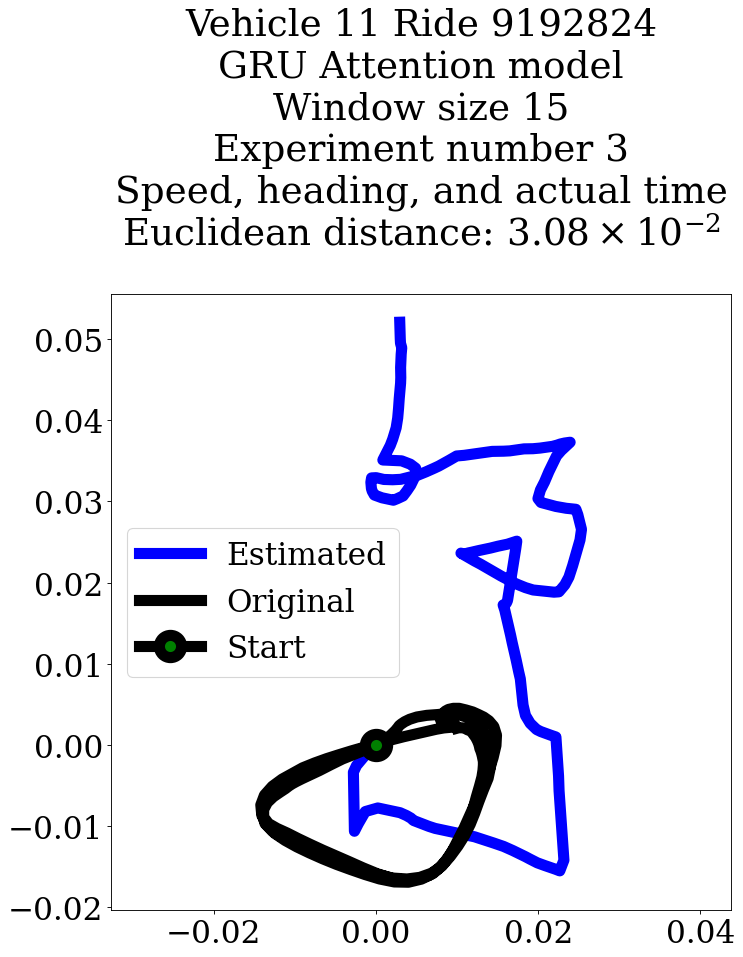 Vehicle 11 Ride 9192824
GRU Attention model
Window size 15
Experiment number 3
Speed, heading, and actual time
Euclidean distance: 3.08 × 10⁻²
0.05
0.04
0.03
0.02
0.01
0.00
−0.01
−0.02
Estimated
Original
Start
−0.02
0.00
0.02
0.04